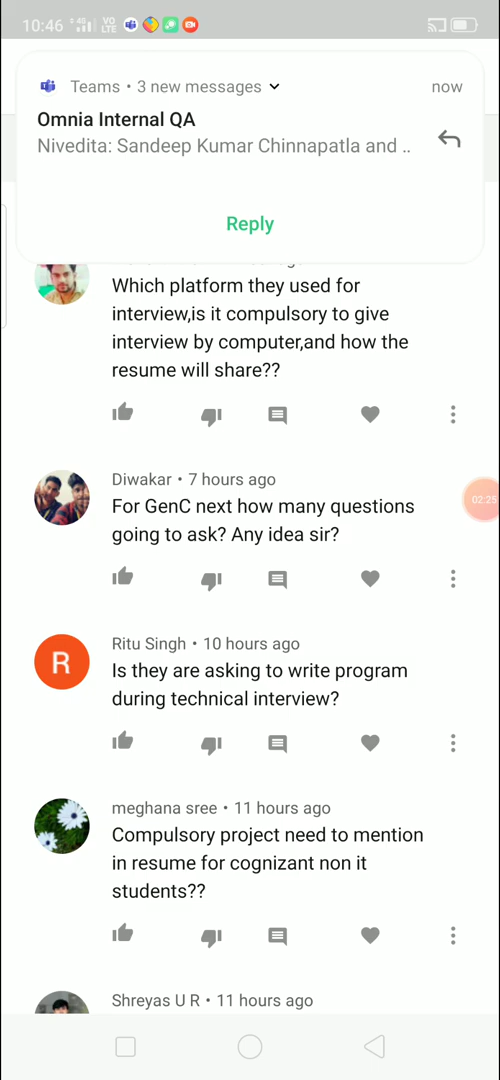 10:46 4G VO LTE
Teams • 3 new messages now
Omnia Internal QA
Nivedita: Sandeep Kumar Chinnapatla and ..
Reply
Which platform they used for
interview,is it compulsory to give
interview by computer,and how the
resume will share??
Diwakar • 7 hours ago
For GenC next how many questions
going to ask? Any idea sir?
02:25
R
Ritu Singh • 10 hours ago
Is they are asking to write program
during technical interview?
meghana sree • 11 hours ago
Compulsory project need to mention
in resume for cognizant non it
students??
Shreyas U R • 11 hours ago